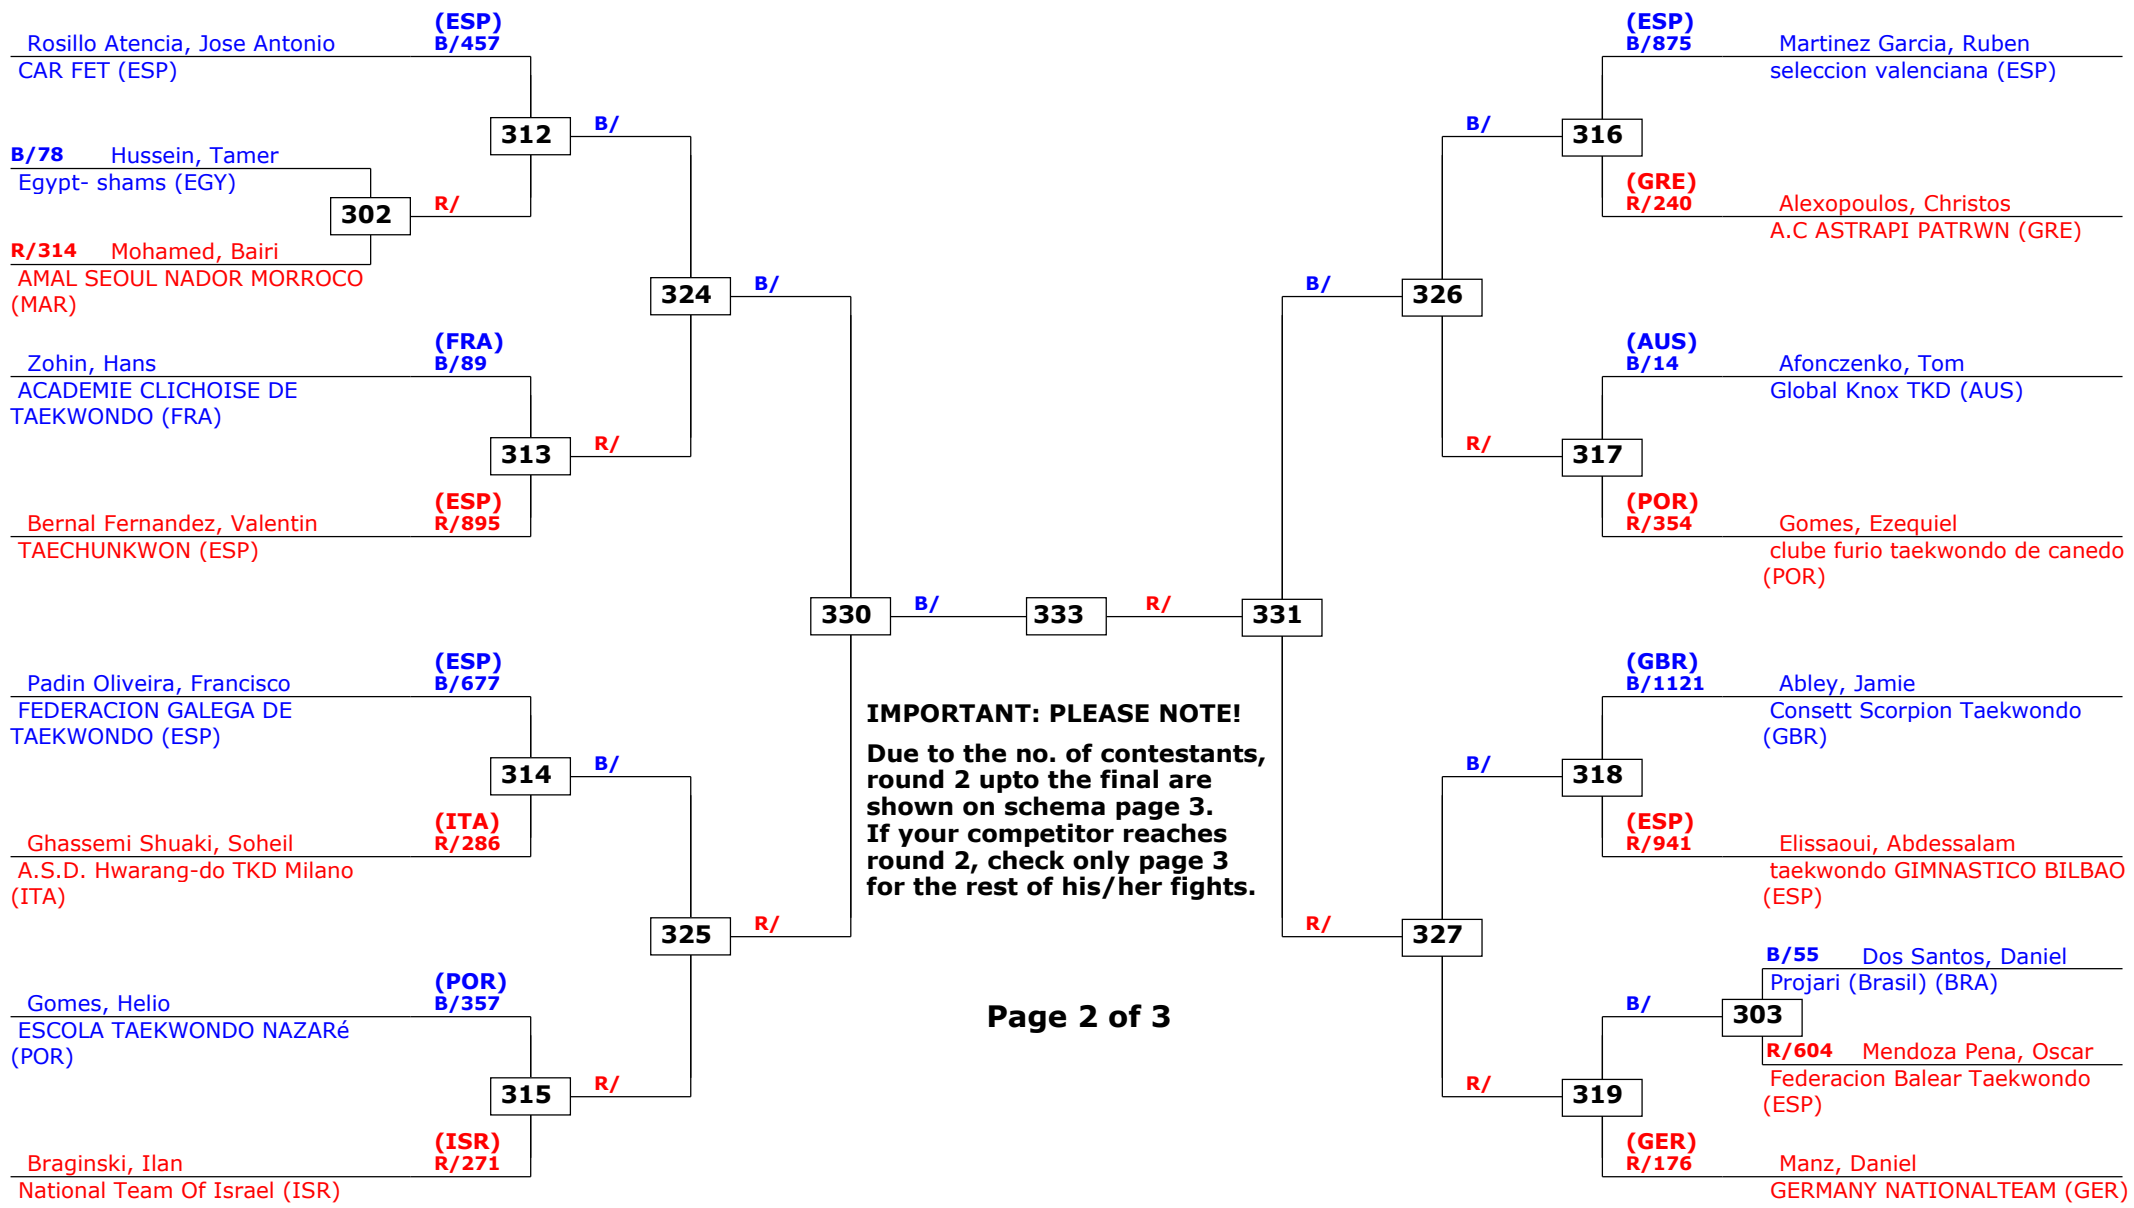 (ESP)
Rosillo Atencia, Jose Antonio B/457
CAR FET (ESP)
312
B/
B/78 Hussein, Tamer
Egypt- shams (EGY)
302
R/
R/314 Mohamed, Bairi
AMAL SEOUL NADOR MORROCO
(MAR)
324
B/
(FRA)
Zohin, Hans B/89
ACADEMIE CLICHOISE DE
TAEKWONDO (FRA)
313
R/
(ESP)
Bernal Fernandez, Valentin R/895
TAECHUNKWON (ESP)
330
B/
333
R/
331
(ESP)
Padin Oliveira, Francisco B/677
FEDERACION GALEGA DE
TAEKWONDO (ESP)
314
B/
(ITA)
Ghassemi Shuaki, Soheil R/286
A.S.D. Hwarang-do TKD Milano
(ITA)
325
R/
(POR)
Gomes, Helio B/357
ESCOLA TAEKWONDO NAZARé
(POR)
315
R/
(ISR)
Braginski, Ilan R/271
National Team Of Israel (ISR)
IMPORTANT: PLEASE NOTE!
Due to the no. of contestants,
round 2 upto the final are
shown on schema page 3.
If your competitor reaches
round 2, check only page 3
for the rest of his/her fights.
Page 2 of 3
(ESP)
B/875 Martinez Garcia, Ruben
seleccion valenciana (ESP)
B/
316
(GRE)
R/240 Alexopoulos, Christos
A.C ASTRAPI PATRWN (GRE)
B/
326
(AUS)
B/14 Afonczenko, Tom
Global Knox TKD (AUS)
R/
317
(POR)
R/354 Gomes, Ezequiel
clube furio taekwondo de canedo
(POR)
(GBR)
B/1121 Abley, Jamie
Consett Scorpion Taekwondo
(GBR)
B/
318
(ESP)
R/941 Elissaoui, Abdessalam
taekwondo GIMNASTICO BILBAO
(ESP)
R/
327
B/55 Dos Santos, Daniel
Projari (Brasil) (BRA)
B/
303
R/604 Mendoza Pena, Oscar
Federacion Balear Taekwondo
(ESP)
R/
319
(GER)
R/176 Manz, Daniel
GERMANY NATIONALTEAM (GER)